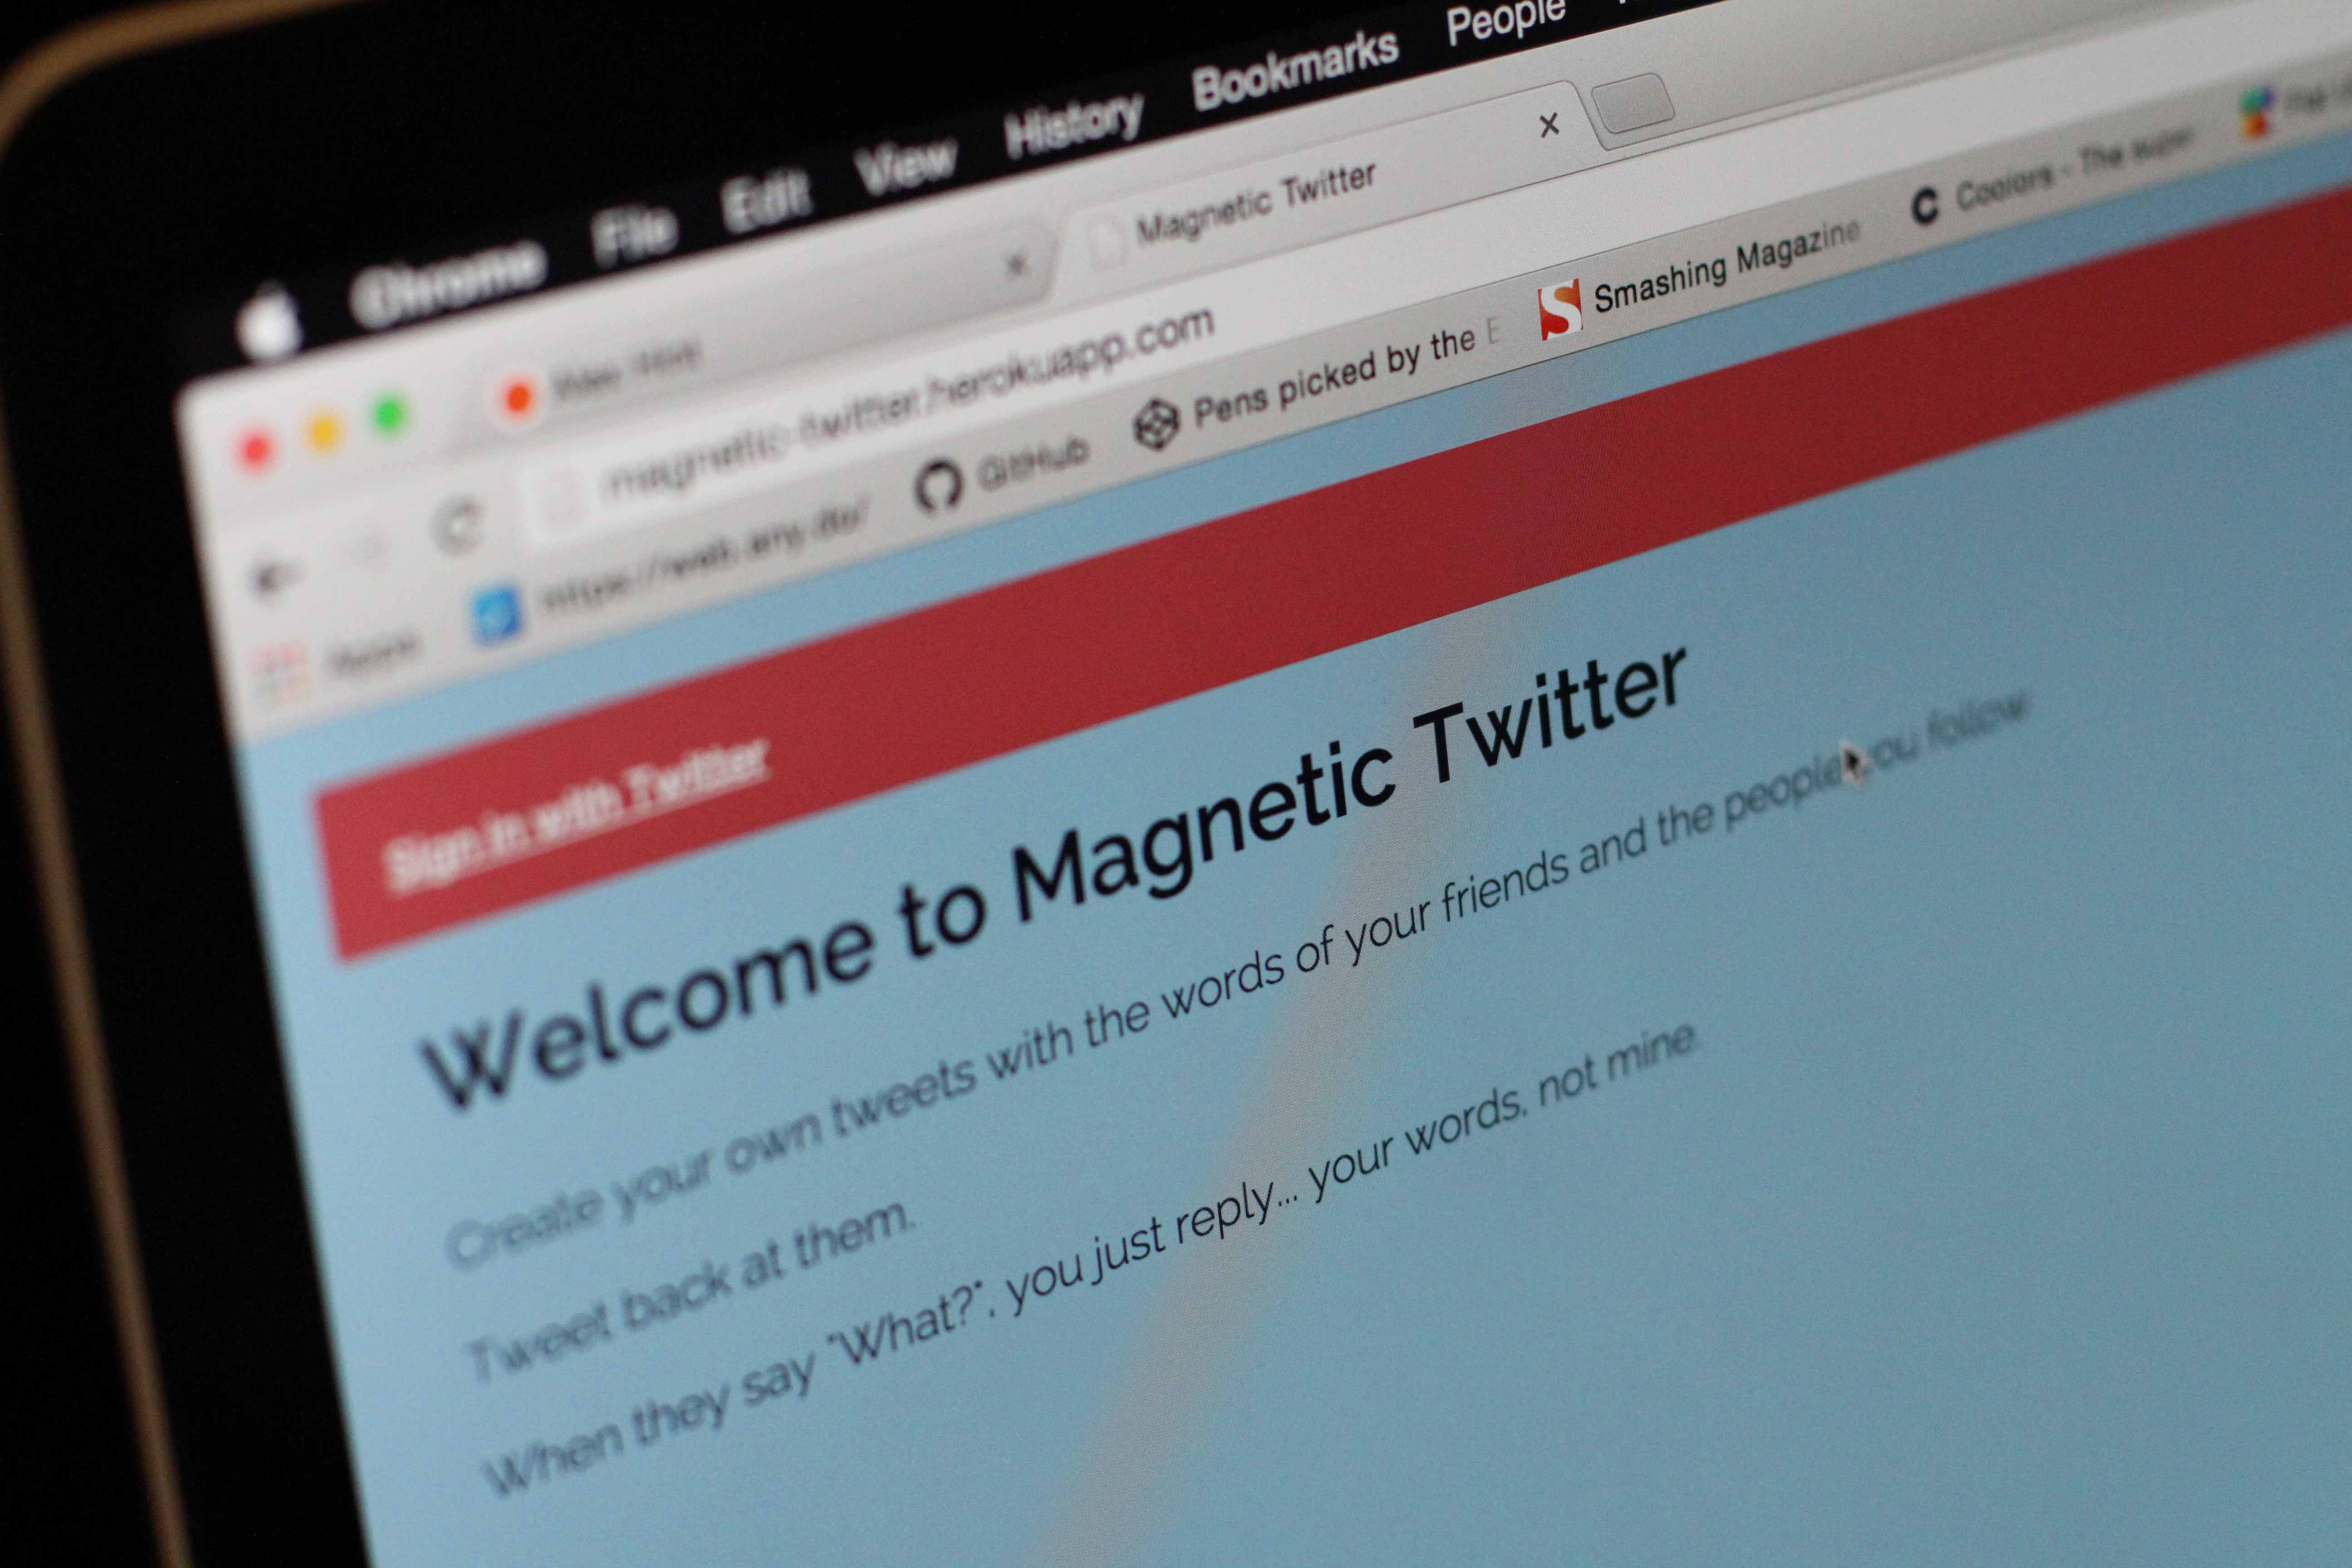 Chrome File Edit View History Bookmarks People
Magnetic Twitter
magnetic-twitter.herokuapp.com
Apps https://web.any.do/ GitHub Pens picked by the E Smashing Magazine Coolors - The super
Sign in with Twitter
Welcome to Magnetic Twitter
Create your own tweets with the words of your friends and the people you follow.
Tweet back at them.
When they say "What?", you just reply... your words, not mine.